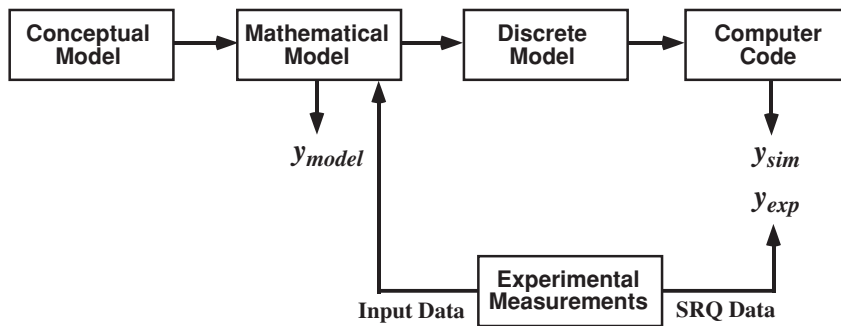 Conceptual
Model
Mathematical
Model
Discrete
Model
Computer
Code
y_model
y_sim
y_exp
Experimental
Measurements
Input Data
SRQ Data